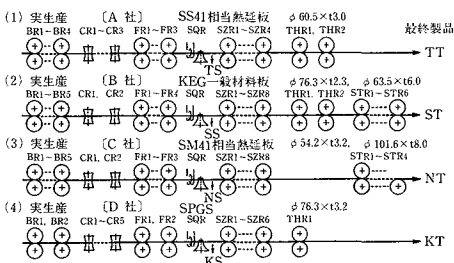 (1) 実生産 〔A 社〕 SS41相当熱延板 φ60.5×t3.0
BR1~BR4 CR1~CR3 FR1~FR3 SQR SZR1~SZR4 THR1, THR2 最終製品
TS TT
(2) 実生産 〔B 社〕 KEG一般材料板 φ76.3×t2.3, φ63.5×t6.0
BR1~BR5 CR1, CR2 FR1~FR4 SQR SZR1~SZR8 THR1, THR2 STR1~STR6
SS ST
(3) 実生産 〔C 社〕 SM41相当熱延板 φ54.2×t3.2, φ101.6×t8.0
BR1~BR5 CR1, CR2 FR1~FR3 SQR SZR1~SZR8 STR1~STR4
NS NT
(4) 実生産 〔D 社〕 SPGS φ76.3×t3.2
BR1, BR2 CR1~CR5 FR1, FR2 SQR SZR1~SZR6 THR1
KS KT